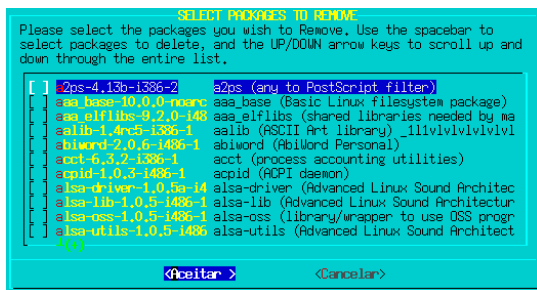 SELECT PACKAGES TO REMOVE
Please select the packages you wish to Remove. Use the spacebar to
select packages to delete, and the UP/DOWN arrow keys to scroll up and
down through the entire list.
[ ] a2ps-4.13b-i386-2 a2ps (any to PostScript filter)
[ ] aaa_base-10.0.0-noarc aaa_base (Basic Linux filesystem package)
[ ] aaa_elflibs-9.2.0-i48 aaa_elflibs (shared libraries needed by ma
[ ] aalib-1.4rc5-i386-1 aalib (ASCII Art library) _lllvlvlvlvlvl
[ ] abiword-2.0.6-i486-1 abiword (AbiWord Personal)
[ ] acct-6.3.2-i386-1 acct (process accounting utilities)
[ ] acpid-1.0.3-i486-1 acpid (ACPI daemon)
[ ] alsa-driver-1.0.5a-i4 alsa-driver (Advanced Linux Sound Architec
[ ] alsa-lib-1.0.5-i486-1 alsa-lib (Advanced Linux Sound Architectur
[ ] alsa-oss-1.0.5-i486-1 alsa-oss (library/wrapper to use OSS progr
[ ] alsa-utils-1.0.5-i486 alsa-utils (Advanced Linux Sound Architect
(+)
<Aceitar > <Cancelar>